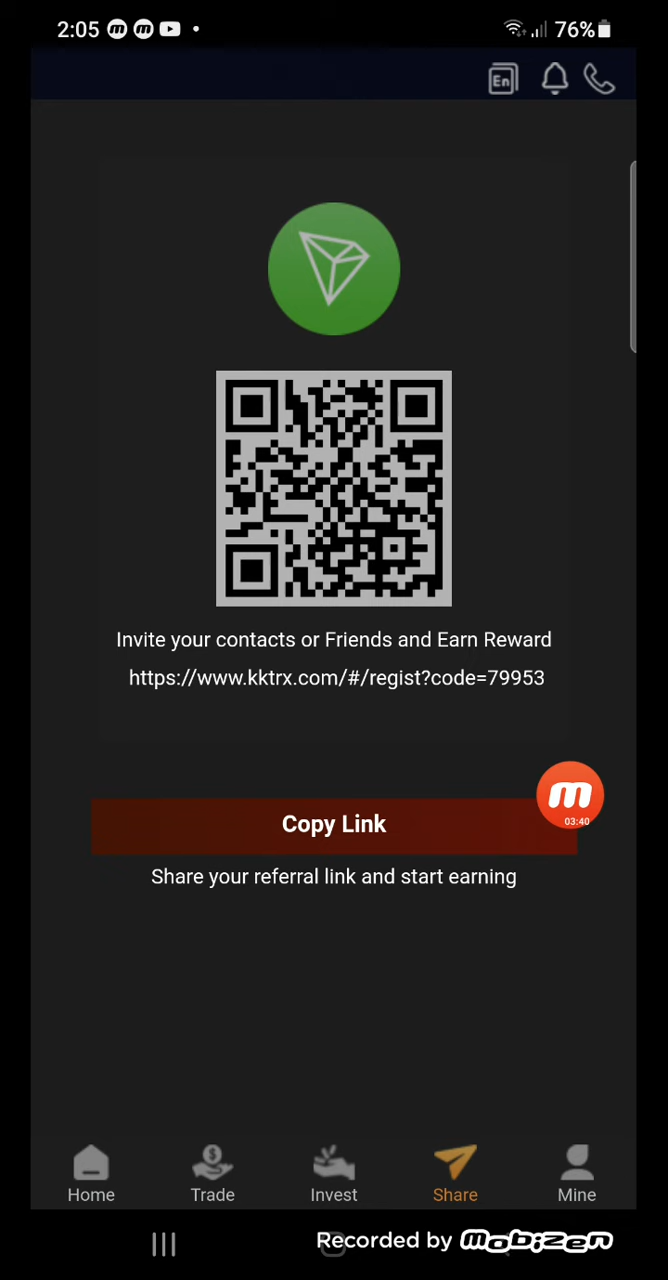 2:05
76%
En
Invite your contacts or Friends and Earn Reward
https://www.kktrx.com/#/regist?code=79953
m
03:40
Copy Link
Share your referral link and start earning
Home Trade Invest Share Mine
Recorded by mobizen